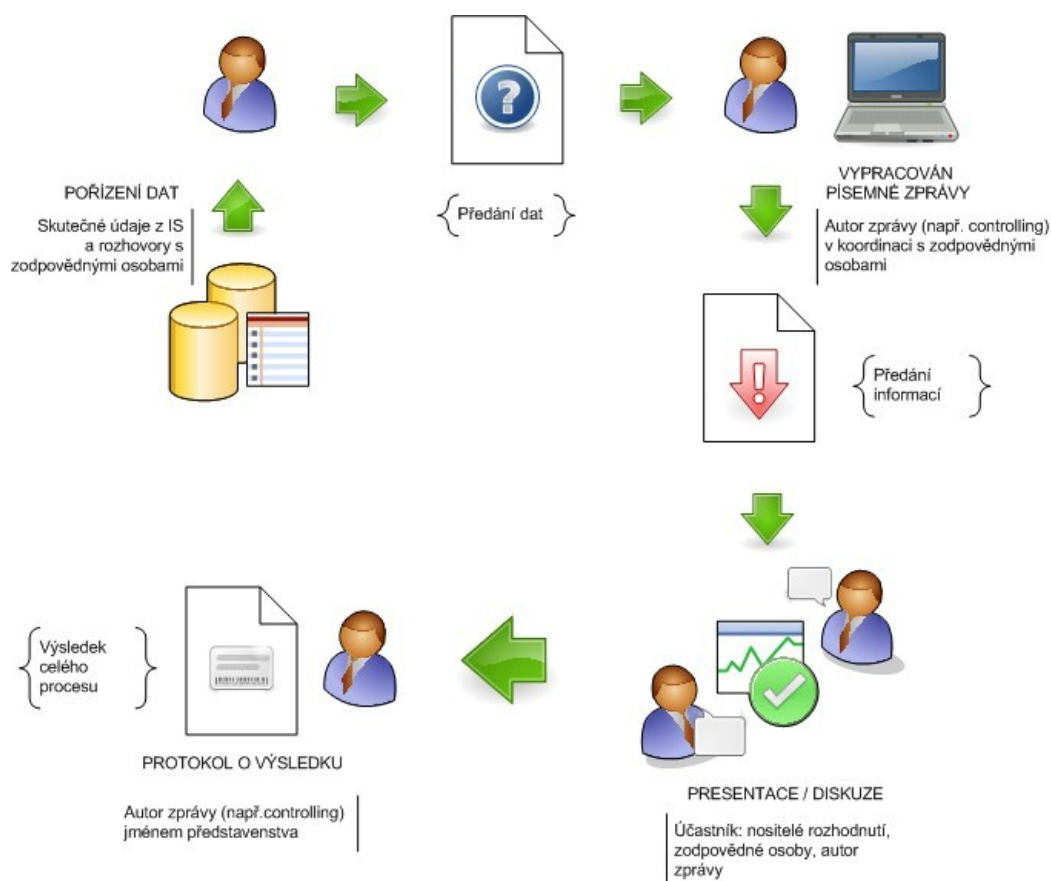 POŘÍZENÍ DAT
Skutečné údaje z IS
a rozhovory s
zodpovědnými osobami
Předání dat
VYPRACOVÁN
PÍSEMNÉ ZPRÁVY
Autor zprávy (např. controlling)
v koordinaci s zodpovědnými
osobami
Předání
informací
PRESENTACE / DISKUZE
Účastník: nositelé rozhodnutí,
zodpovědné osoby, autor
zprávy
Výsledek
celého
procesu
PROTOKOL O VÝSLEDKU
Autor zprávy (např.controlling)
jménem představenstva